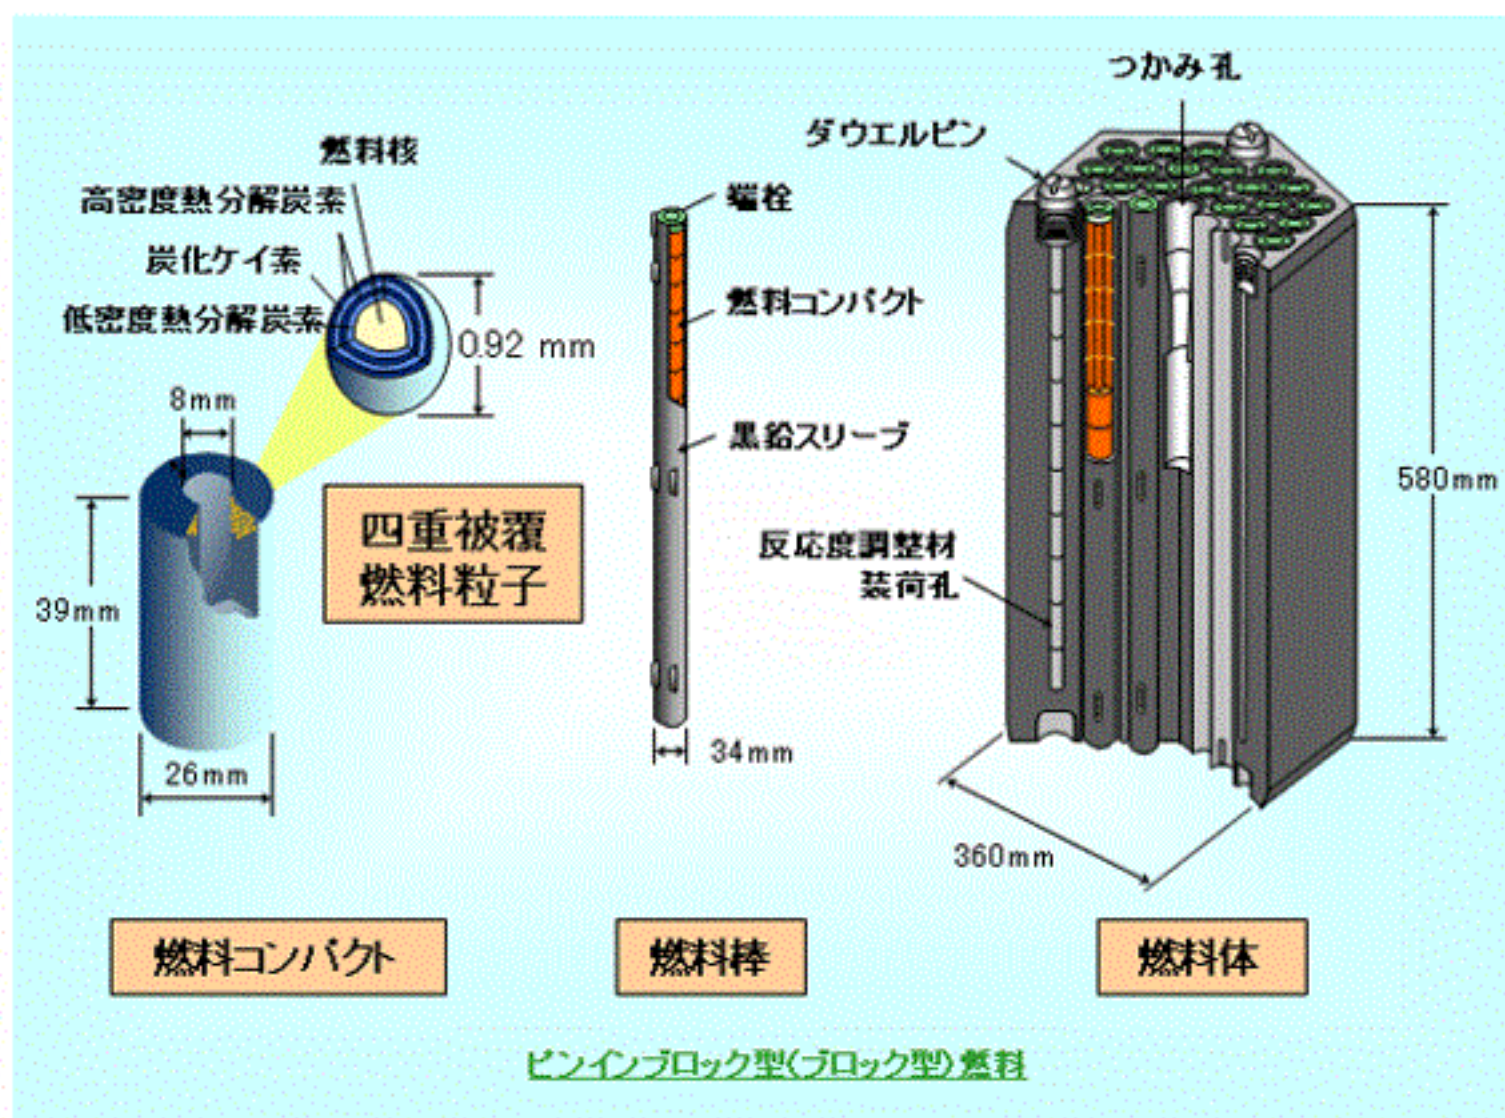 つかみ孔
ダウエルピン
燃料核
高密度熱分解炭素
炭化ケイ素
低密度熱分解炭素
0.92 mm
8mm
39mm
26mm
四重被覆
燃料粒子
端栓
燃料コンパクト
黒鉛スリーブ
反応度調整材
装荷孔
34mm
580mm
360mm
燃料コンパクト
燃料棒
燃料体
ピンインブロック型(ブロック型)燃料